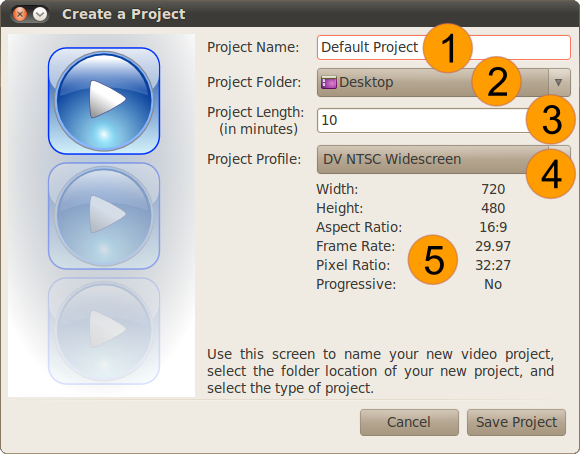 Create a Project
Project Name: Default Project 1
Project Folder: Desktop 2
Project Length: 10 3
(in minutes)
Project Profile: DV NTSC Widescreen 4
Width: 720
Height: 480
Aspect Ratio: 16:9
Frame Rate: 29.97
5
Pixel Ratio: 32:27
Progressive: No
Use this screen to name your new video project,
select the folder location of your new project, and
select the type of project.
Cancel Save Project